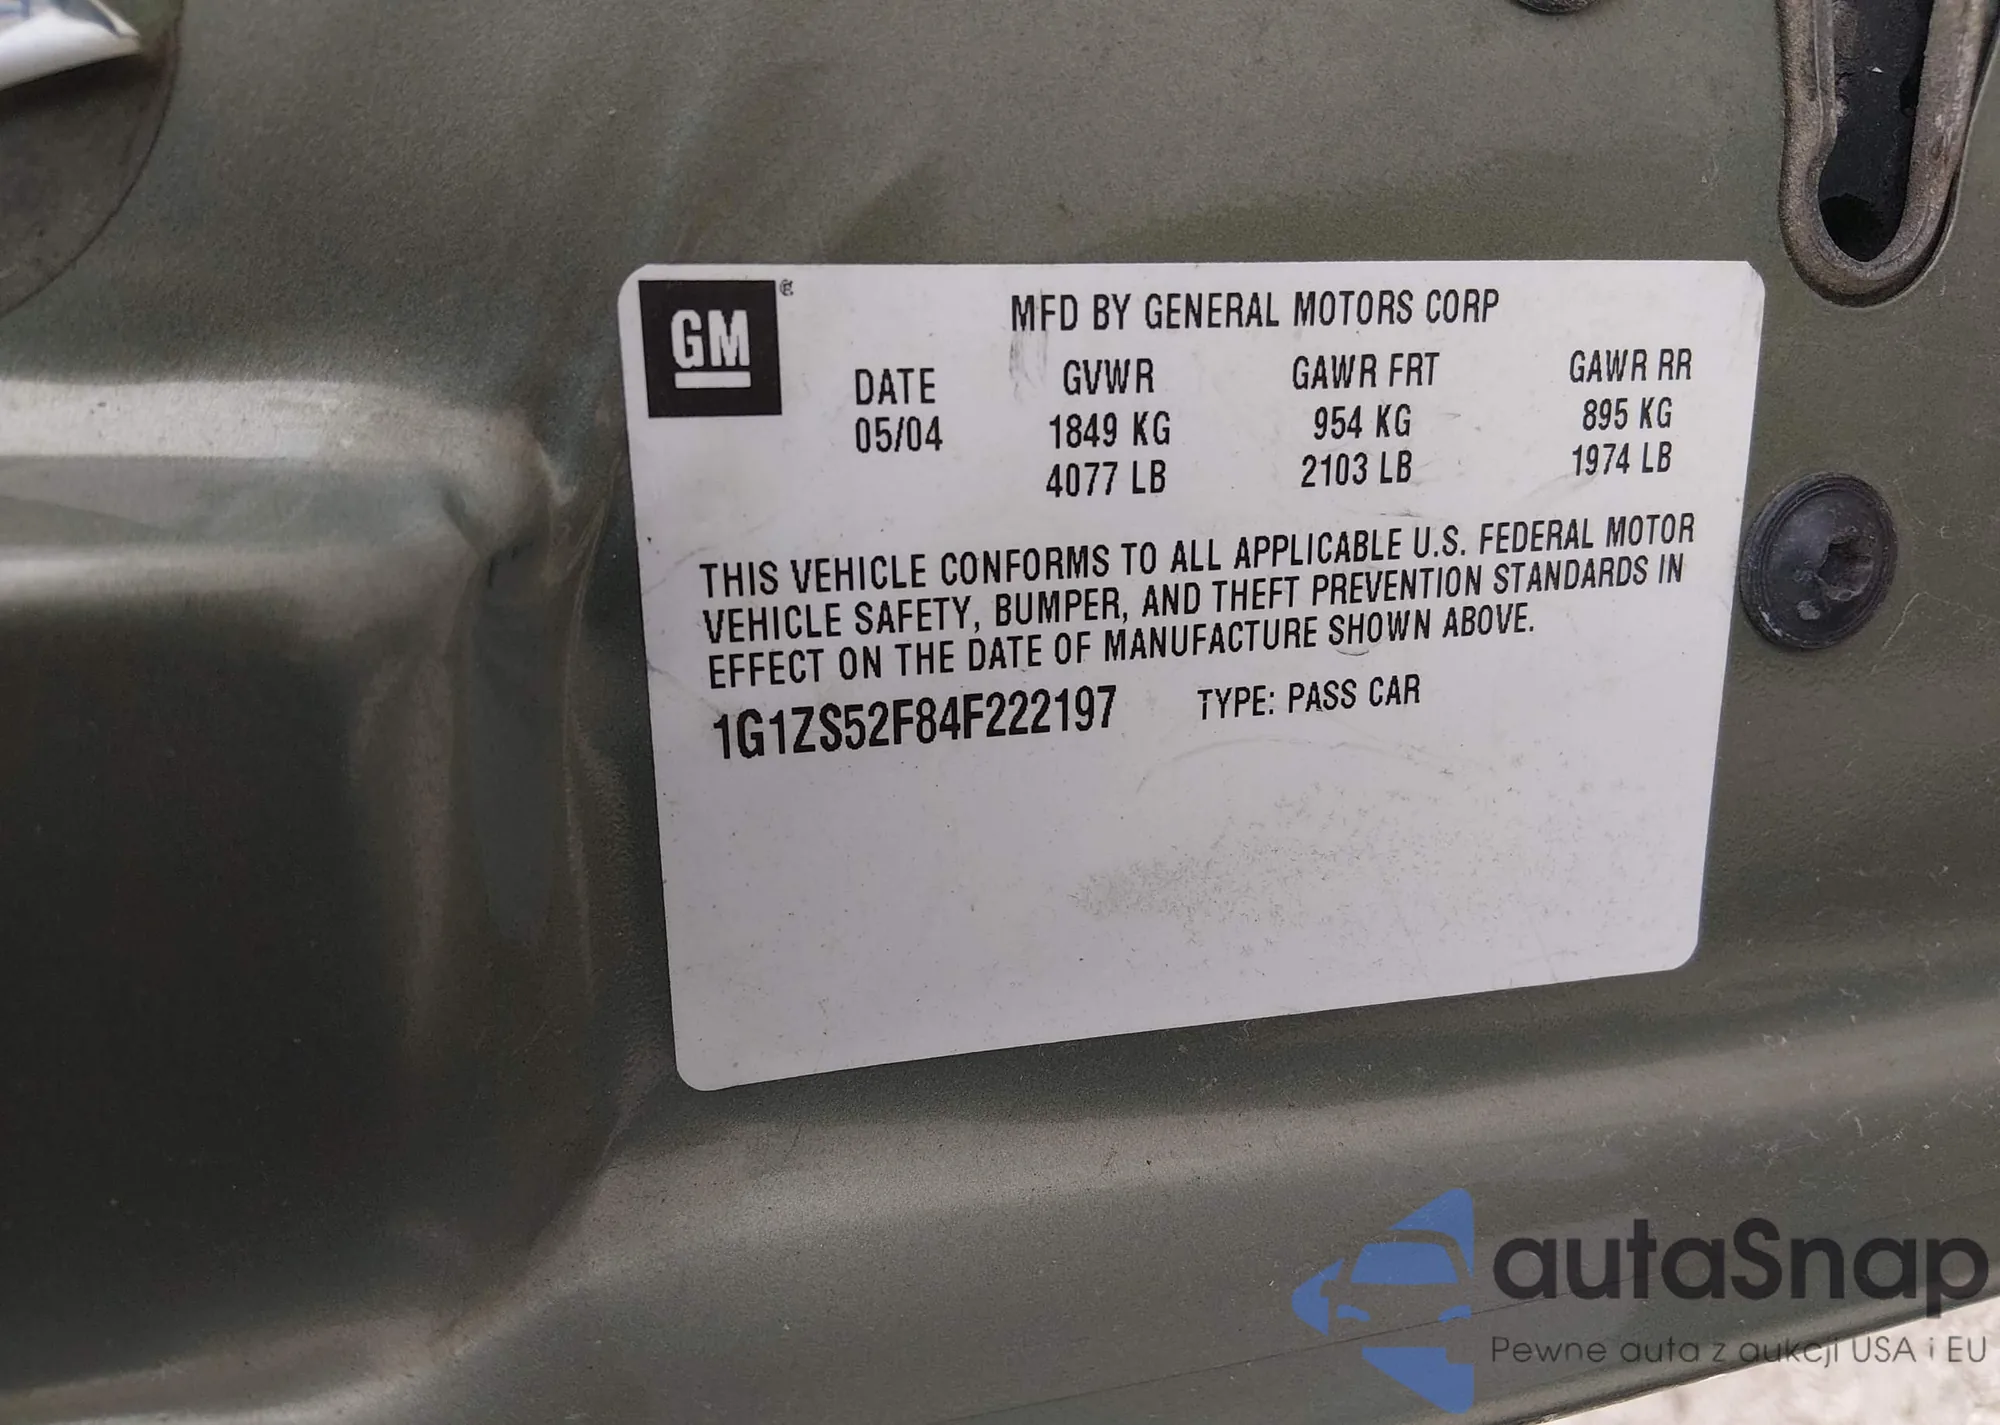 GM
MFD BY GENERAL MOTORS CORP
DATE GVWR GAWR FRT GAWR RR
05/04 1849 KG 954 KG 895 KG
4077 LB 2103 LB 1974 LB
THIS VEHICLE CONFORMS TO ALL APPLICABLE U.S. FEDERAL MOTOR
VEHICLE SAFETY, BUMPER, AND THEFT PREVENTION STANDARDS IN
EFFECT ON THE DATE OF MANUFACTURE SHOWN ABOVE.
1G1ZS52F84F222197 TYPE: PASS CAR
autaSnap
Pewne auta z aukcji USA i EU